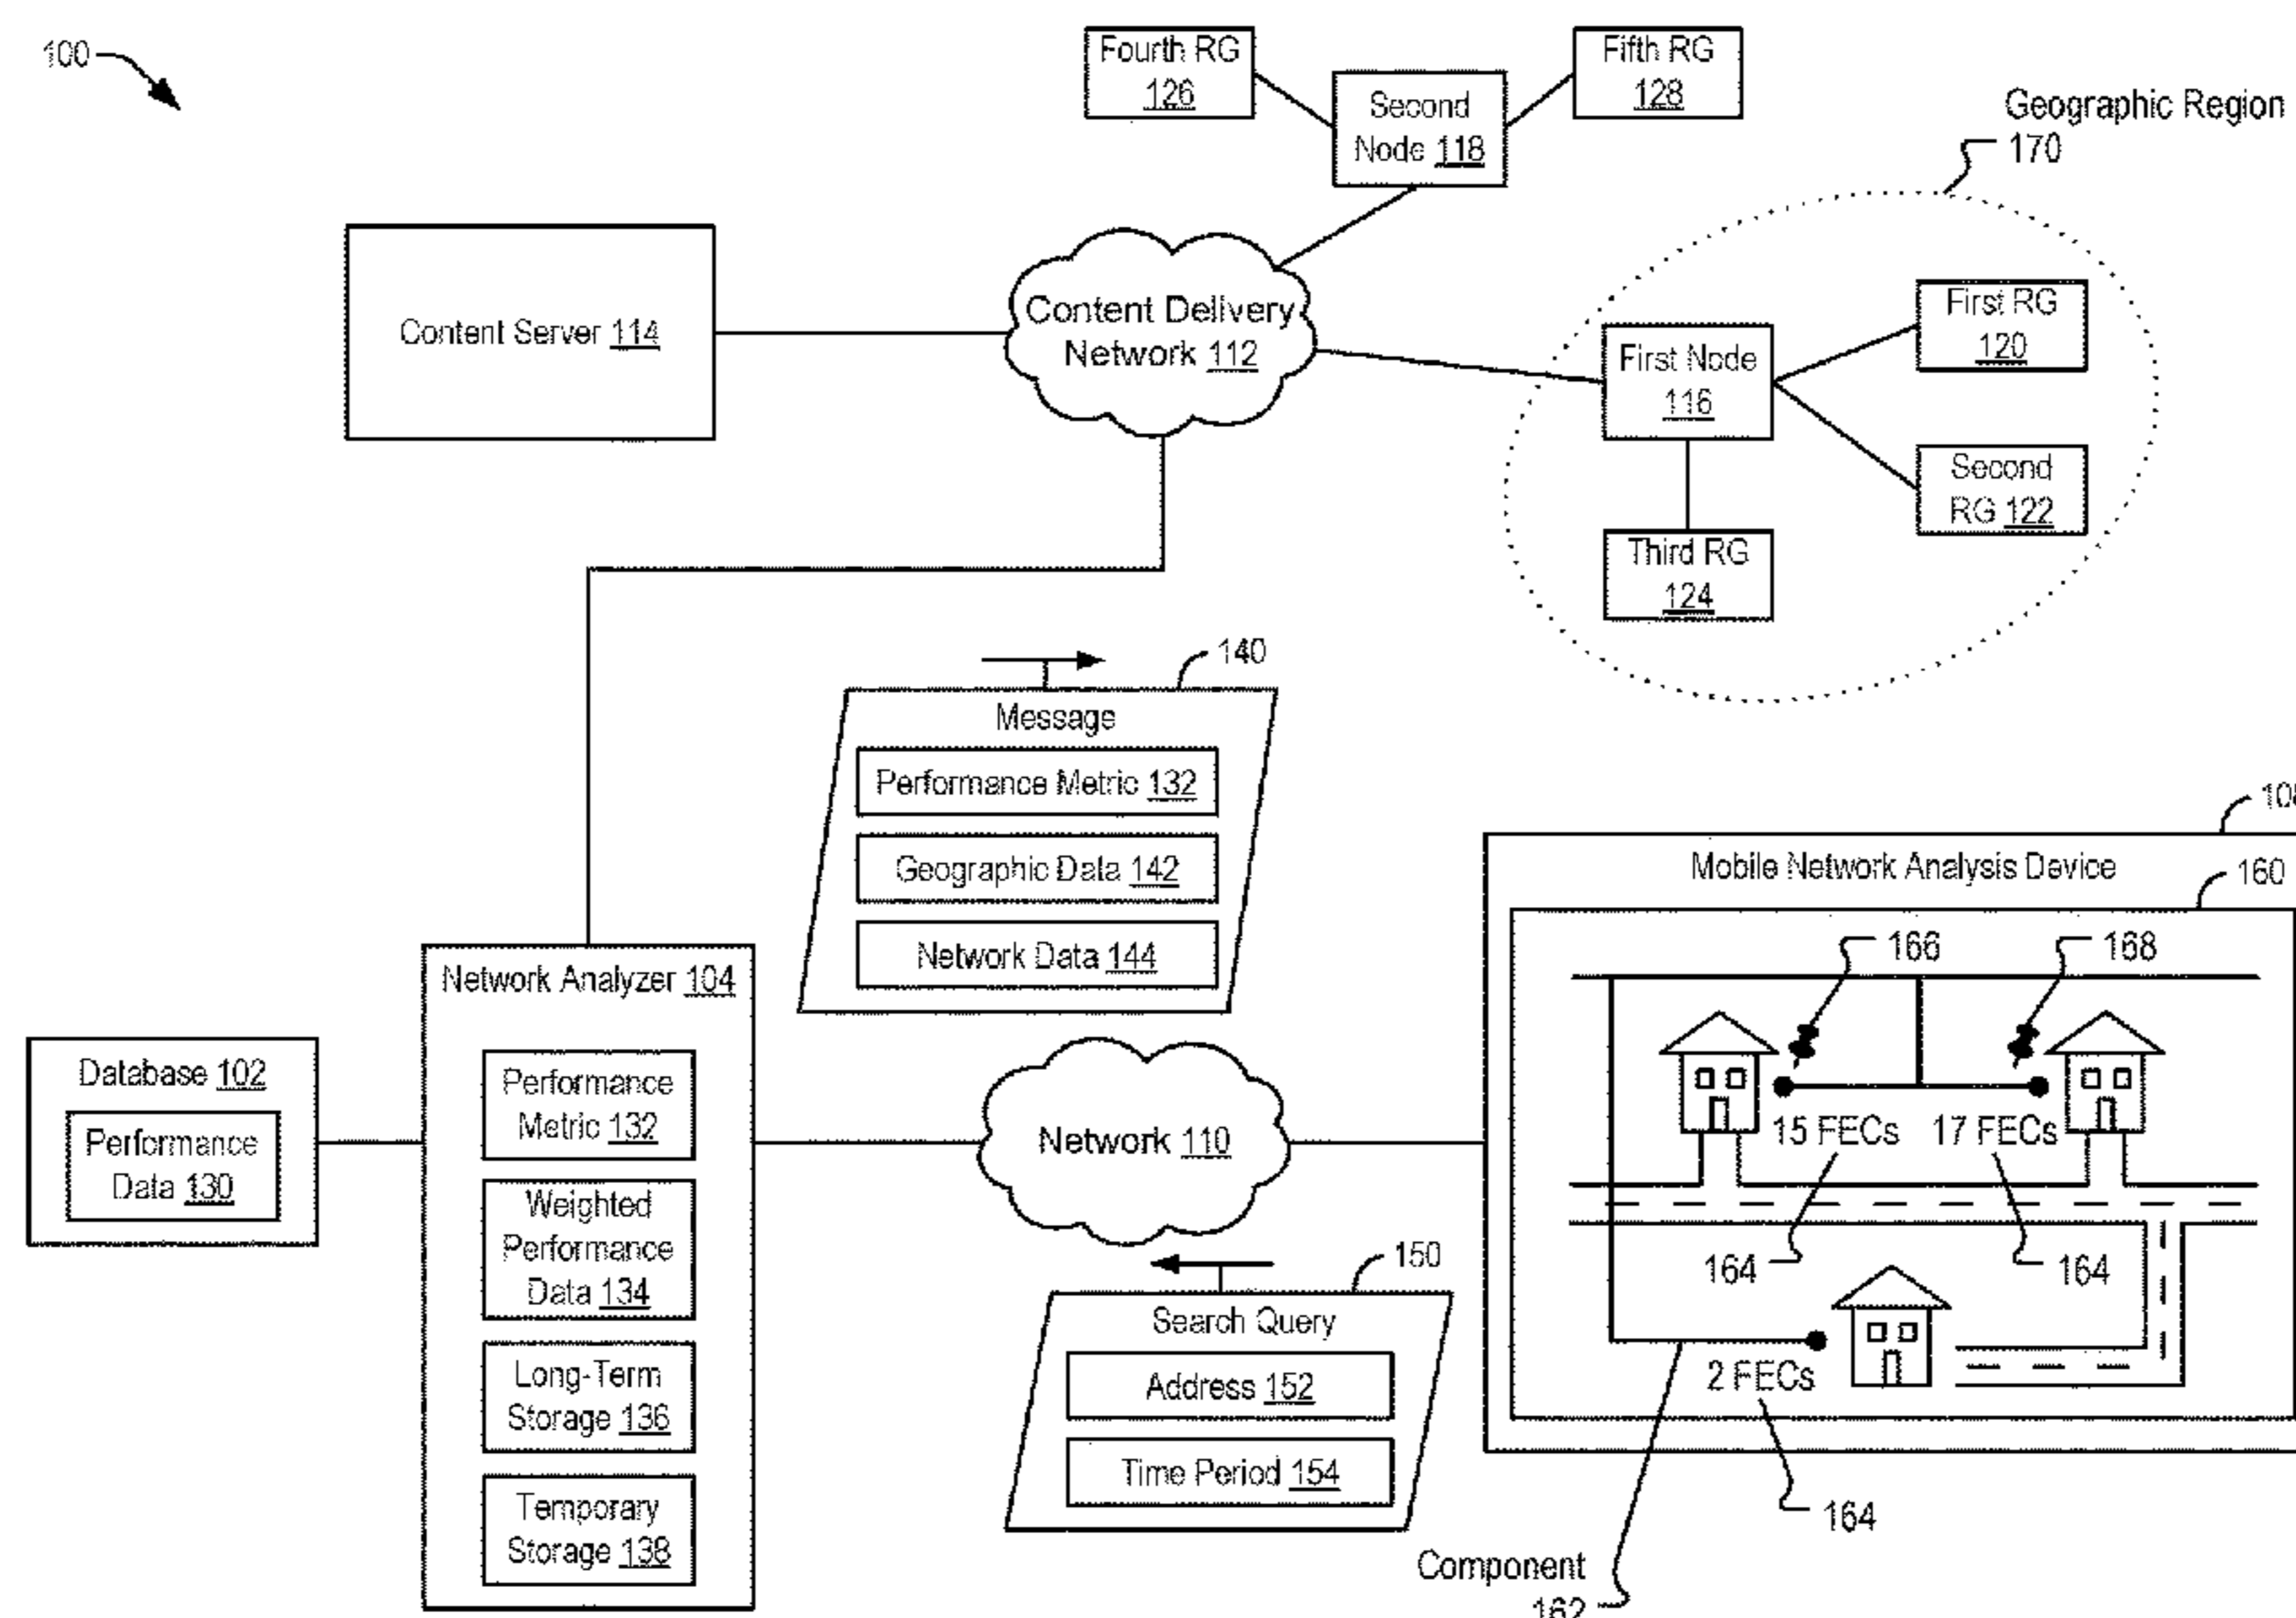 100
Fourth RG
126
Second
Node 118
Fifth RG
128
Geographic Region
170
Content Server 114
Content Delivery
Network 112
First Node
116
First RG
120
Second
RG 122
Third RG
124
140
Message
Performance Metric 132
Geographic Data 142
Network Data 144
Mobile Network Analysis Device
160
166
168
15 FECs
17 FECs
164
164
2 FECs
164
Component
162
Network Analyzer 104
Performance
Metric 132
Weighted
Performance
Data 134
Long-Term
Storage 136
Temporary
Storage 138
Database 102
Performance
Data 130
Network 110
150
Search Query
Address 152
Time Period 154